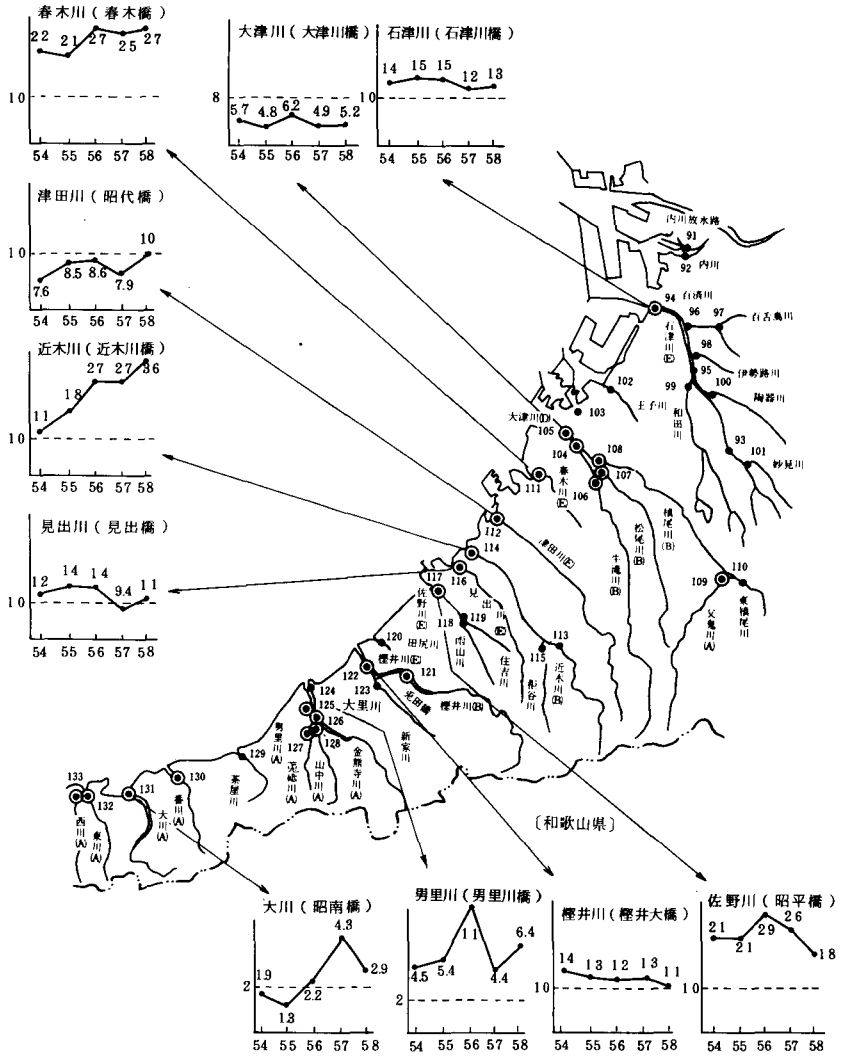 春木川（春木橋）
22
21
27
25
27
10
54 55 56 57 58
大津川（大津川橋）
8
5.7
4.8
6.2
4.9
5.2
54 55 56 57 58
石津川（石津川橋）
14
15
15
12
13
10
54 55 56 57 58
津田川（昭代橋）
10
7.6
8.5
8.6
7.9
10
54 55 56 57 58
近木川（近木川橋）
11
18
27
27
36
10
54 55 56 57 58
見出川（見出橋）
12
14
14
9.4
11
10
54 55 56 57 58
内川放水路
91
92
内川
94
百済川
96
97
百舌鳥川
石津川(E)
98
95
伊勢路川
99
100
陶器川
和田川
93
101
妙見川
102
王子川
103
大津川(D)
105
104
108
107
106
春木川(E)
111
槇尾川(B)
松尾川(B)
牛滝川(B)
109
110
東槇尾川
父鬼川(A)
112
津田川(E)
114
116
見出川(E)
117
佐野川(E)
118
119
雨山川
住吉川
113
115
近木川(B)
120
田尻川
樫井川(E)
122
121
123
兎田橋
樫井川(B)
新家川
124
125
大里川
126
127
128
男里川(A)
菟砥川(A)
山中川(A)
金熊寺川(A)
129
茶屋川
130
番川(A)
131
大川(A)
133
132
西川(A)
東川(A)
〔和歌山県〕
大川（昭南橋）
2
1.9
1.3
2.2
4.3
2.9
54 55 56 57 58
男里川（男里川橋）
4.5
5.4
11
4.4
6.4
2
54 55 56 57 58
樫井川（樫井大橋）
14
13
12
13
11
10
54 55 56 57 58
佐野川（昭平橋）
21
21
29
26
18
10
54 55 56 57 58